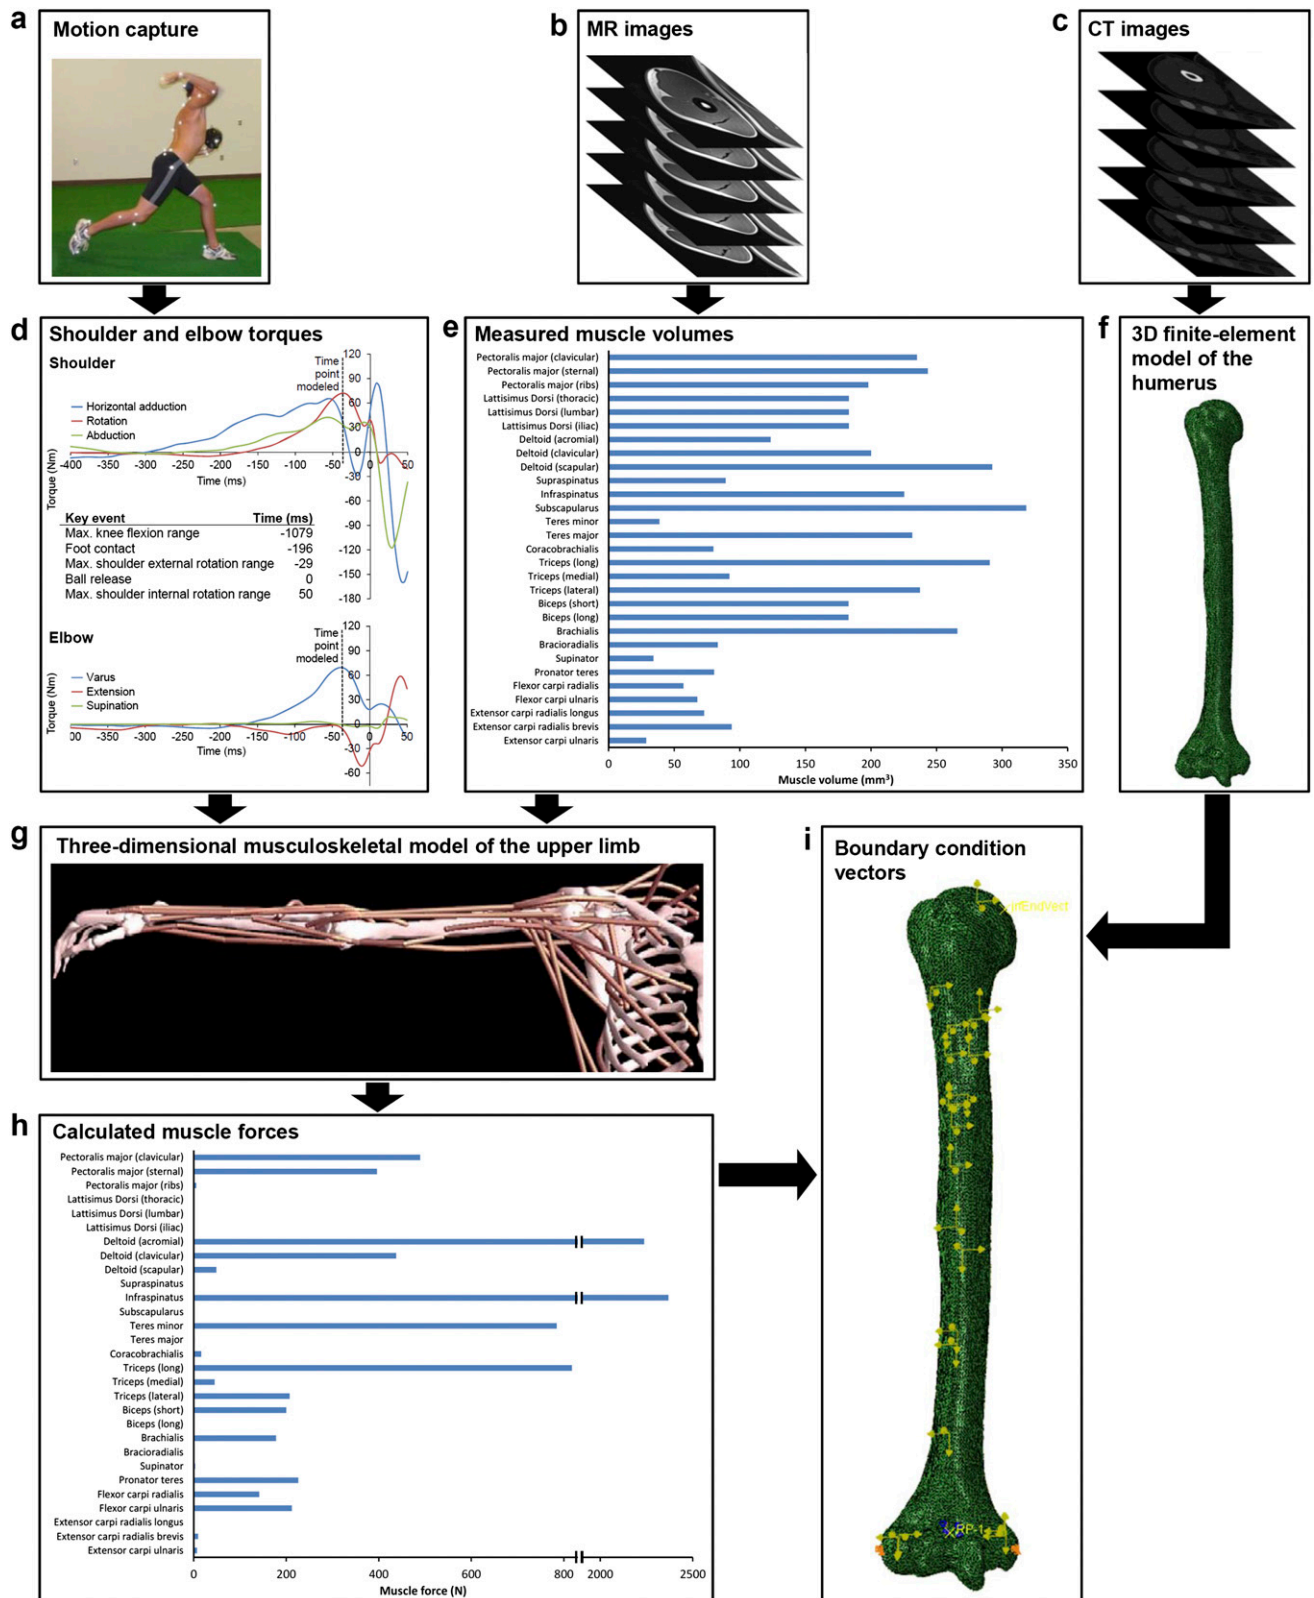 a
Motion capture
b
MR images
c
CT images
d
Shoulder and elbow torques
Shoulder
Time
point
modeled
120
90
60
30
0
-30
-60
-90
-120
-150
-180
Horizontal adduction
Rotation
Abduction
-400 -350 -300 -250 -200 -150 -100 -50 0 50
Torque (Nm)
Time (ms)
Key event Time (ms)
Max. knee flexion range -1079
Foot contact -196
Max. shoulder external rotation range -29
Ball release 0
Max. shoulder internal rotation range 50
Elbow
Time
point
modeled
120
90
60
30
0
-30
-60
Varus
Extension
Supination
00 -350 -300 -250 -200 -150 -100 -50 0 50
Torque (Nm)
Time (ms)
e
Measured muscle volumes
Pectoralis major (clavicular)
Pectoralis major (sternal)
Pectoralis major (ribs)
Lattisimus Dorsi (thoracic)
Lattisimus Dorsi (lumbar)
Lattisimus Dorsi (iliac)
Deltoid (acromial)
Deltoid (clavicular)
Deltoid (scapular)
Supraspinatus
Infraspinatus
Subscapularus
Teres minor
Teres major
Coracobrachialis
Triceps (long)
Triceps (medial)
Triceps (lateral)
Biceps (short)
Biceps (long)
Brachialis
Bracioradialis
Supinator
Pronator teres
Flexor carpi radialis
Flexor carpi ulnaris
Extensor carpi radialis longus
Extensor carpi radialis brevis
Extensor carpi ulnaris
0 50 100 150 200 250 300 350
Muscle volume (mm³)
f
3D finite-element
model of the
humerus
g
Three-dimensional musculoskeletal model of the upper limb
h
Calculated muscle forces
Pectoralis major (clavicular)
Pectoralis major (sternal)
Pectoralis major (ribs)
Lattisimus Dorsi (thoracic)
Lattisimus Dorsi (lumbar)
Lattisimus Dorsi (iliac)
Deltoid (acromial)
Deltoid (clavicular)
Deltoid (scapular)
Supraspinatus
Infraspinatus
Subscapularus
Teres minor
Teres major
Coracobrachialis
Triceps (long)
Triceps (medial)
Triceps (lateral)
Biceps (short)
Biceps (long)
Brachialis
Bracioradialis
Supinator
Pronator teres
Flexor carpi radialis
Flexor carpi ulnaris
Extensor carpi radialis longus
Extensor carpi radialis brevis
Extensor carpi ulnaris
0 200 400 600 800 2000 2500
Muscle force (N)
i
Boundary condition
vectors
RP-1